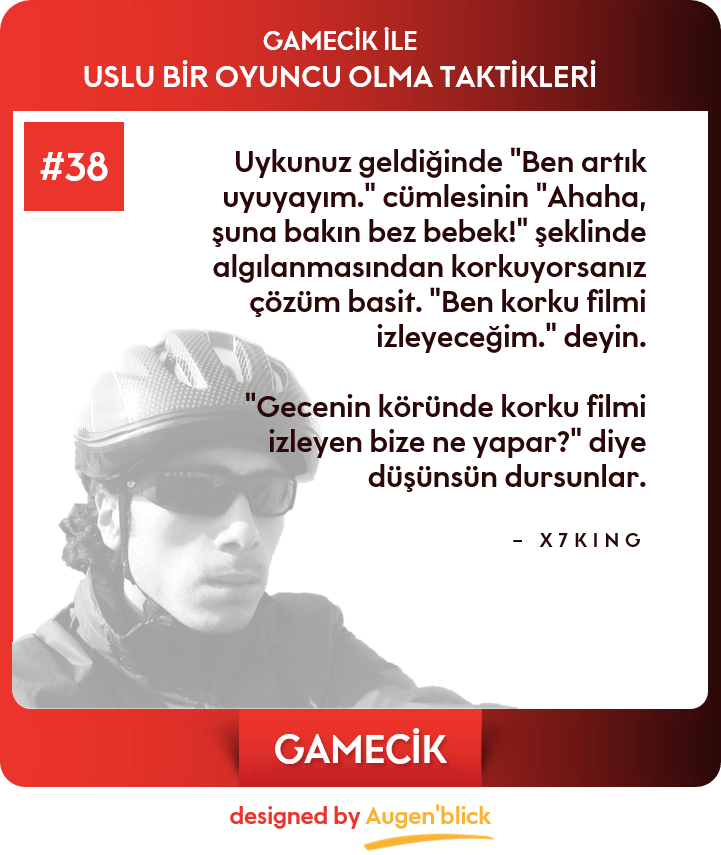 GAMECİK İLE
USLU BİR OYUNCU OLMA TAKTİKLERİ
#38
Uykunuz geldiğinde "Ben artık
uyuyayım." cümlesinin "Ahaha,
şuna bakın bez bebek!" şeklinde
algılanmasından korkuyorsanız
çözüm basit. "Ben korku filmi
izleyeceğim." deyin.
"Gecenin köründe korku filmi
izleyen bize ne yapar?" diye
düşünsün dursunlar.
– X7KING
GAMECİK
designed by Augen'blick